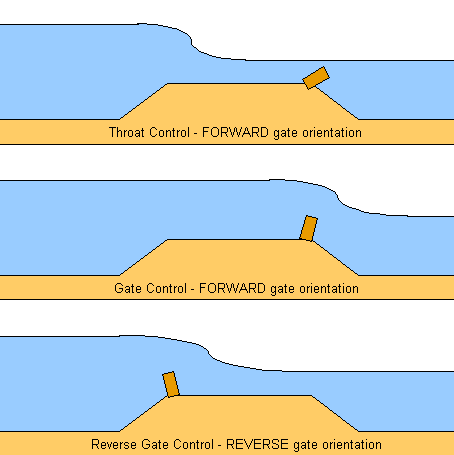 Throat Control - FORWARD gate orientation
Gate Control - FORWARD gate orientation
Reverse Gate Control - REVERSE gate orientation